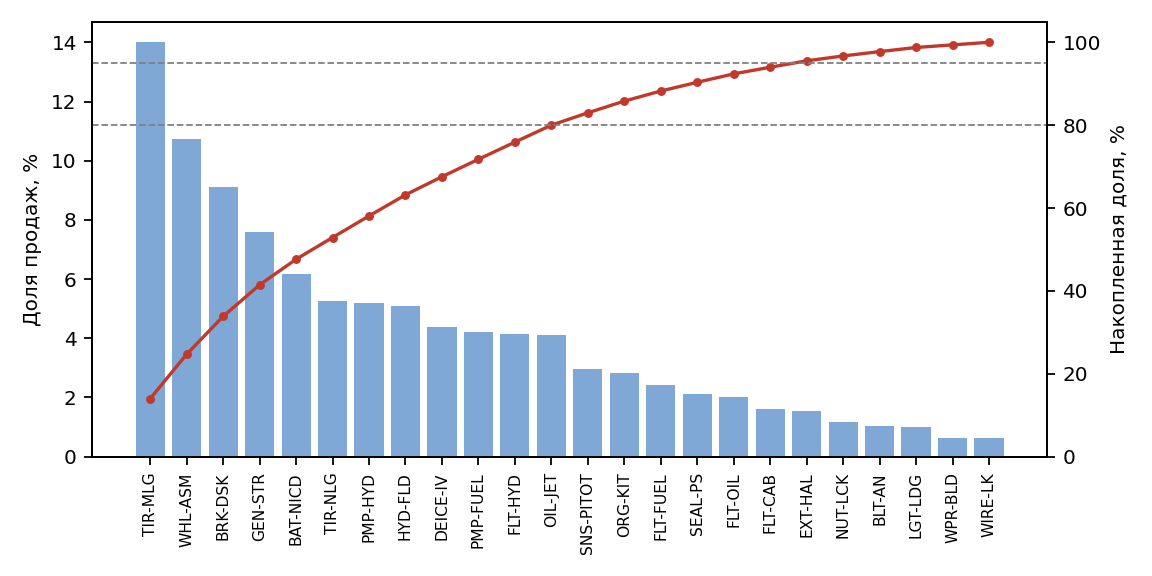 Доля продаж, %
14
12
10
8
6
4
2
0
100
80
60
40
20
0
Накопленная доля, %
TIR-MLG
WHL-ASM
BRK-DSK
GEN-STR
BAT-NICD
TIR-NLG
PMP-HYD
HYD-FLD
DEICE-IV
PMP-FUEL
FLT-HYD
OIL-JET
SNS-PITOT
ORG-KIT
FLT-FUEL
SEAL-PS
FLT-OIL
FLT-CAB
EXT-HAL
NUT-LCK
BLT-AN
LGT-LDG
WPR-BLD
WIRE-LK